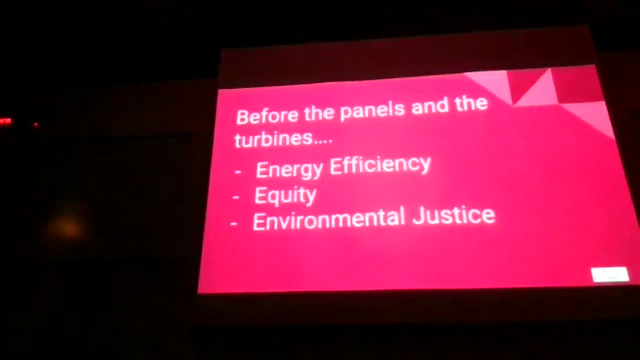 Before the panels and the
turbines....
- Energy Efficiency
- Equity
- Environmental Justice